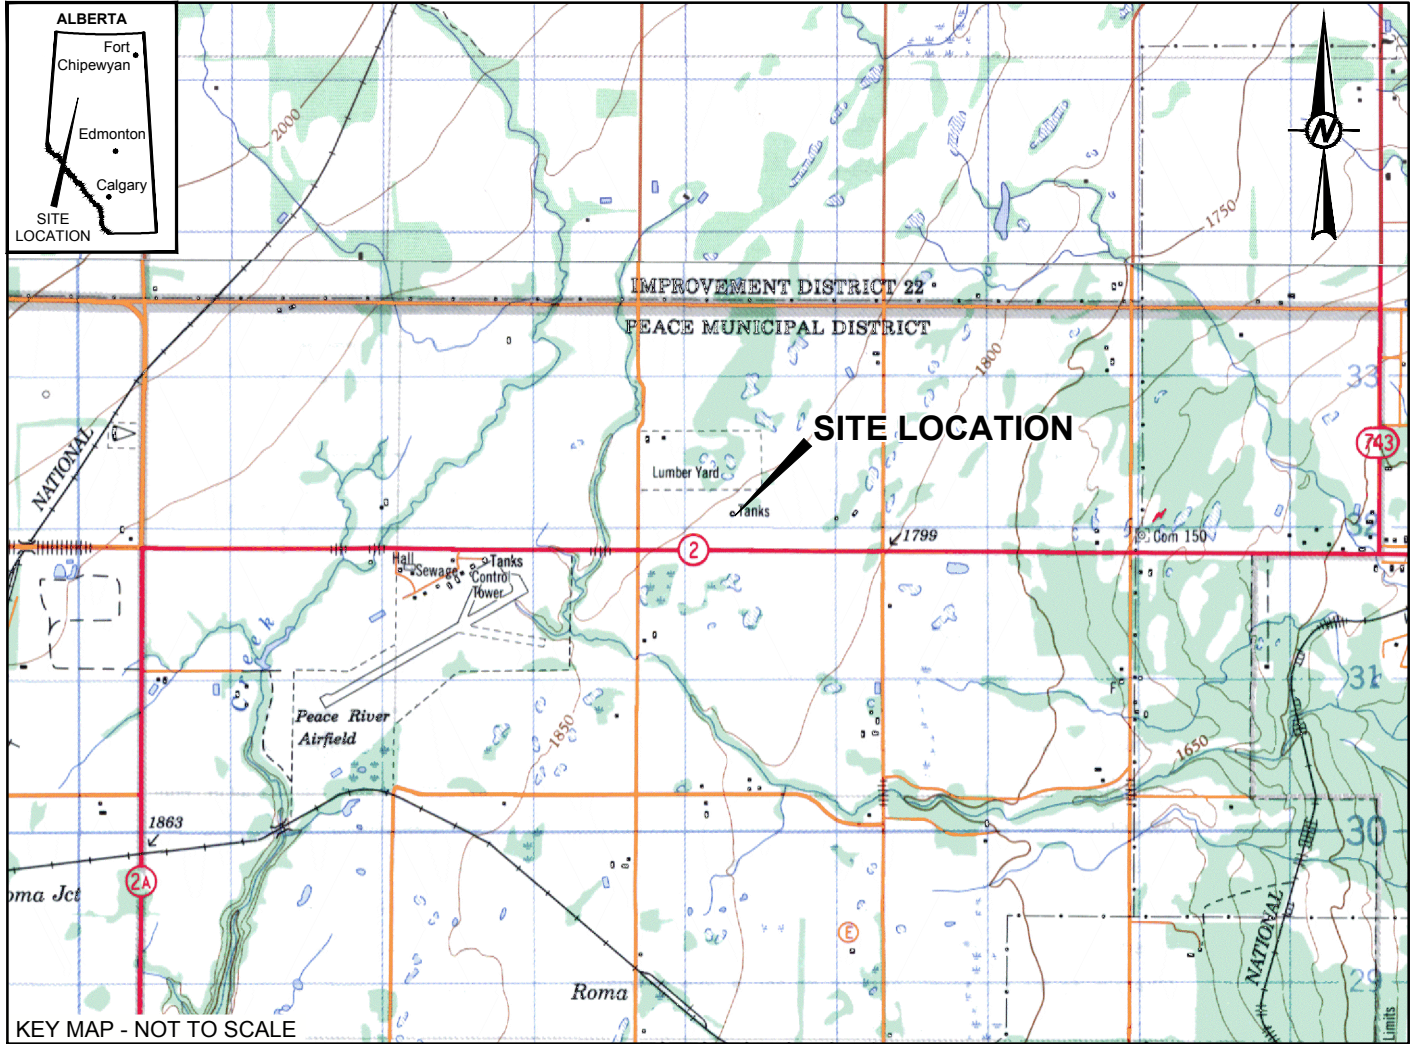 ALBERTA
Fort
Chipewyan
Edmonton
Calgary
SITE
LOCATION
N
2000
1750
IMPROVEMENT DISTRICT 22
PEACE MUNICIPAL DISTRICT
1800
33
NATIONAL
SITE LOCATION
743
Lumber Yard
Tanks
32
2
1799
Com 150
Hall
Sewage
Tanks
Control
Tower
Creek
31
F
Peace River
Airfield
1850
1650
1863
30
2A
oma Jct
E
NATIONAL
29
Roma
Limits
KEY MAP - NOT TO SCALE